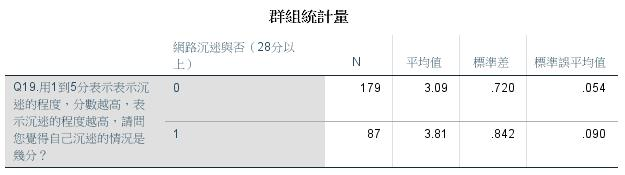 群組統計量
網路沉迷與否（28分以
上） N 平均值 標準差 標準誤平均值
Q19.用1到5分表示表示沉
迷的程度，分數越高，表
示沉迷的程度越高，請問
您覺得自己沉迷的情況是
幾分？
0 179 3.09 .720 .054
1 87 3.81 .842 .090